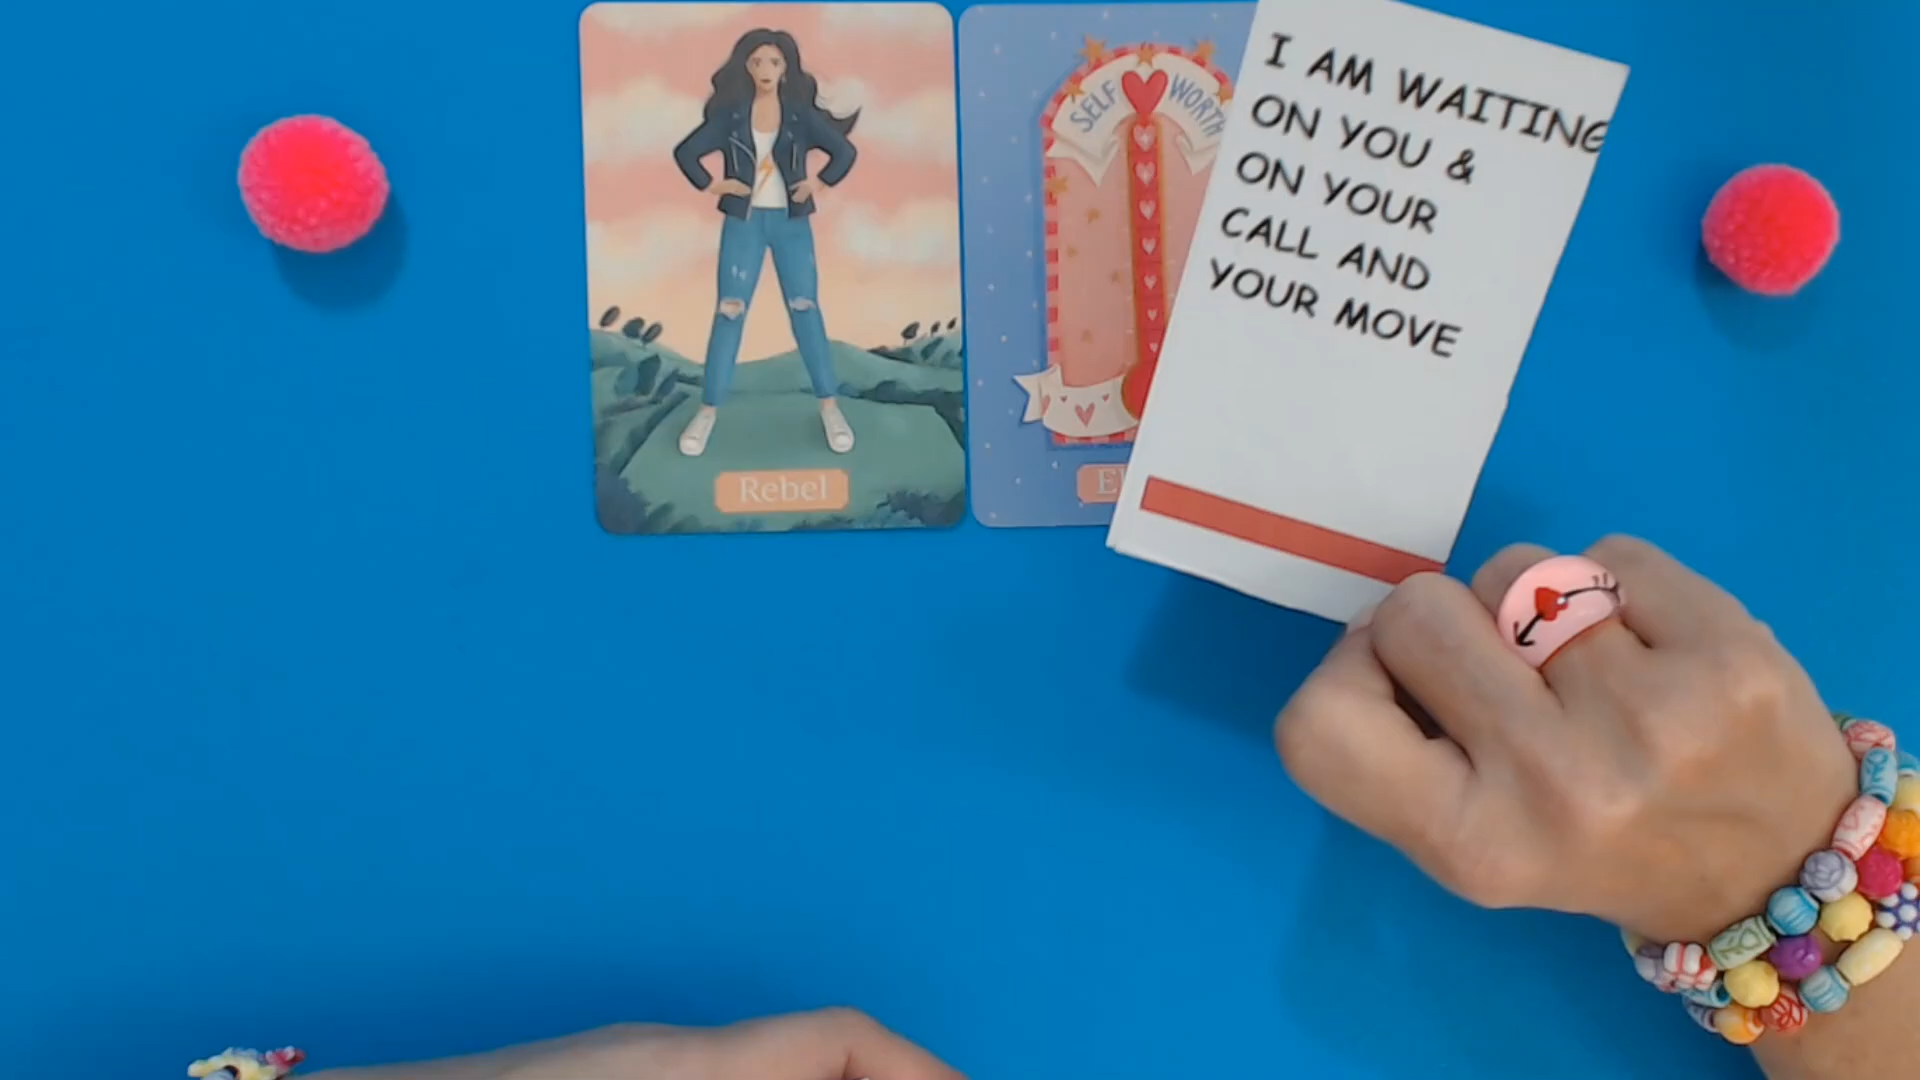 Rebel
SELF WORTH
I AM WAITING
ON YOU &
ON YOUR
CALL AND
YOUR MOVE